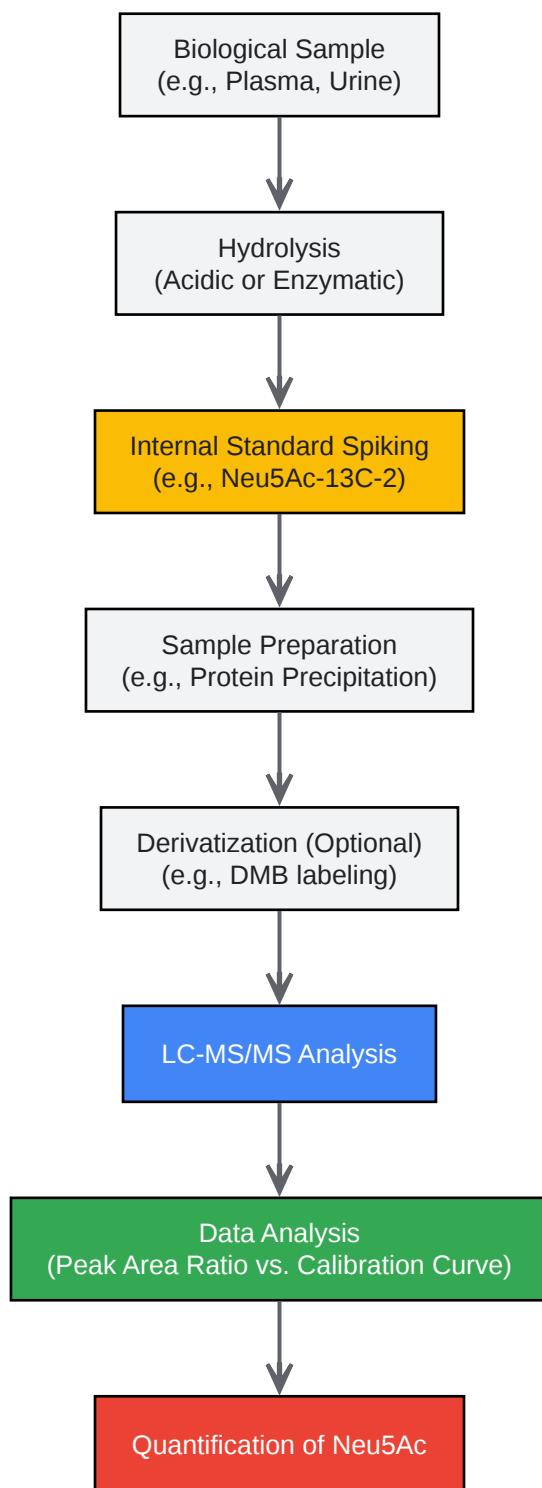 Biological Sample
(e.g., Plasma, Urine)
Hydrolysis
(Acidic or Enzymatic)
Internal Standard Spiking
(e.g., Neu5Ac-13C-2)
Sample Preparation
(e.g., Protein Precipitation)
Derivatization (Optional)
(e.g., DMB labeling)
LC-MS/MS Analysis
Data Analysis
(Peak Area Ratio vs. Calibration Curve)
Quantification of Neu5Ac